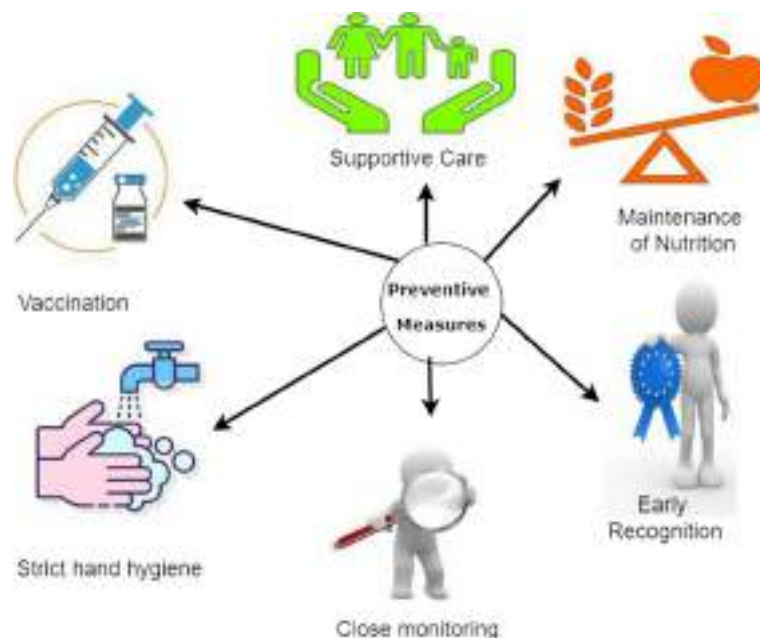 Supportive Care
Maintenance
of Nutrition
Vaccination
Preventive
Measures
Strict hand hygiene
Early
Recognition
Close monitoring